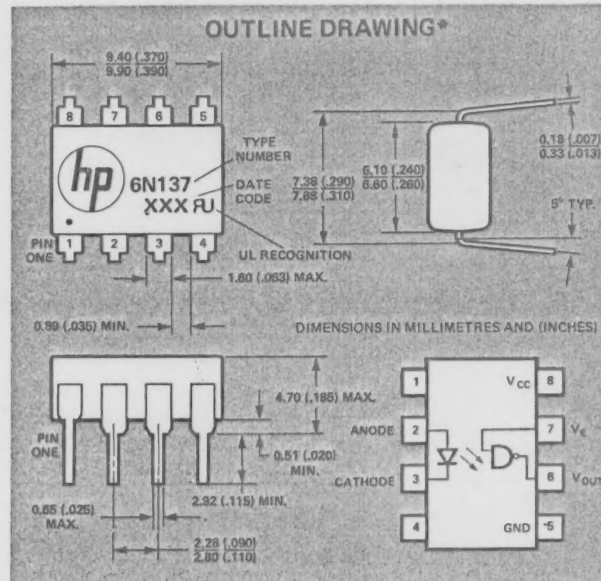 OUTLINE DRAWING*
9.40 (.370)
9.90 (.390)
8 7 6 5
hp
6N137
XXX RU
TYPE
NUMBER
DATE
CODE
UL RECOGNITION
PIN
ONE
1 2 3 4
1.60 (.063) MAX.
0.89 (.035) MIN.
7.36 (.290)
7.88 (.310)
6.10 (.240)
6.60 (.260)
0.18 (.007)
0.33 (.013)
5° TYP.
DIMENSIONS IN MILLIMETRES AND (INCHES)
PIN
ONE
4.70 (.185) MAX.
0.51 (.020)
MIN.
2.92 (.115) MIN.
0.65 (.025)
MAX.
2.28 (.090)
2.80 (.110)
1 VCC 8
ANODE 2 7 VE
CATHODE 3 6 VOUT
4 GND 5